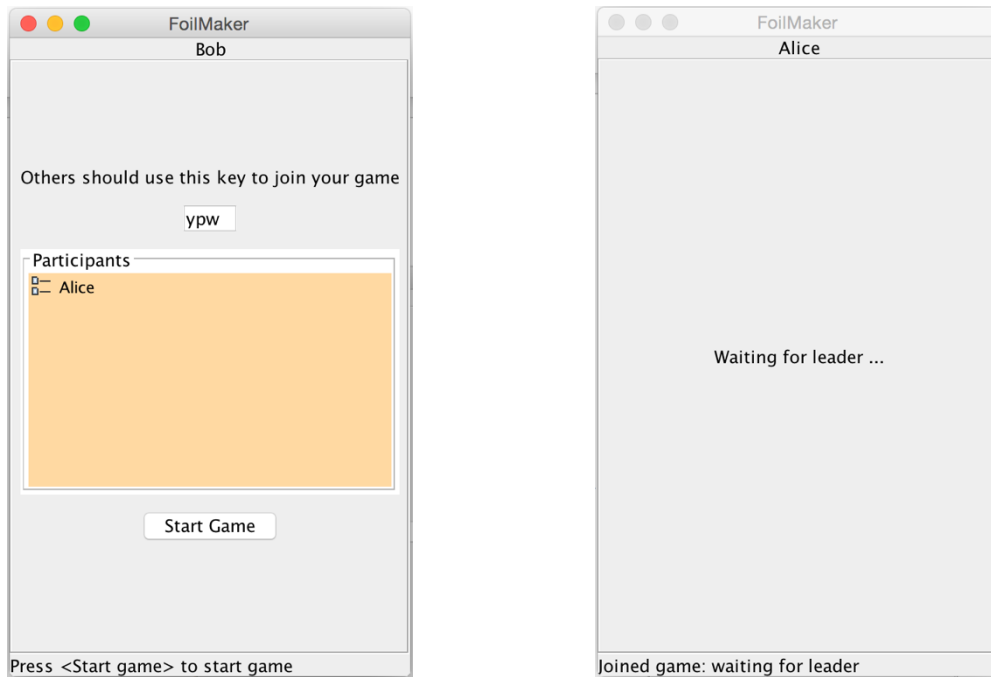 FoilMaker
Bob
Others should use this key to join your game
ypw
Participants
Alice
Start Game
Press <Start game> to start game
FoilMaker
Alice
Waiting for leader ...
Joined game: waiting for leader